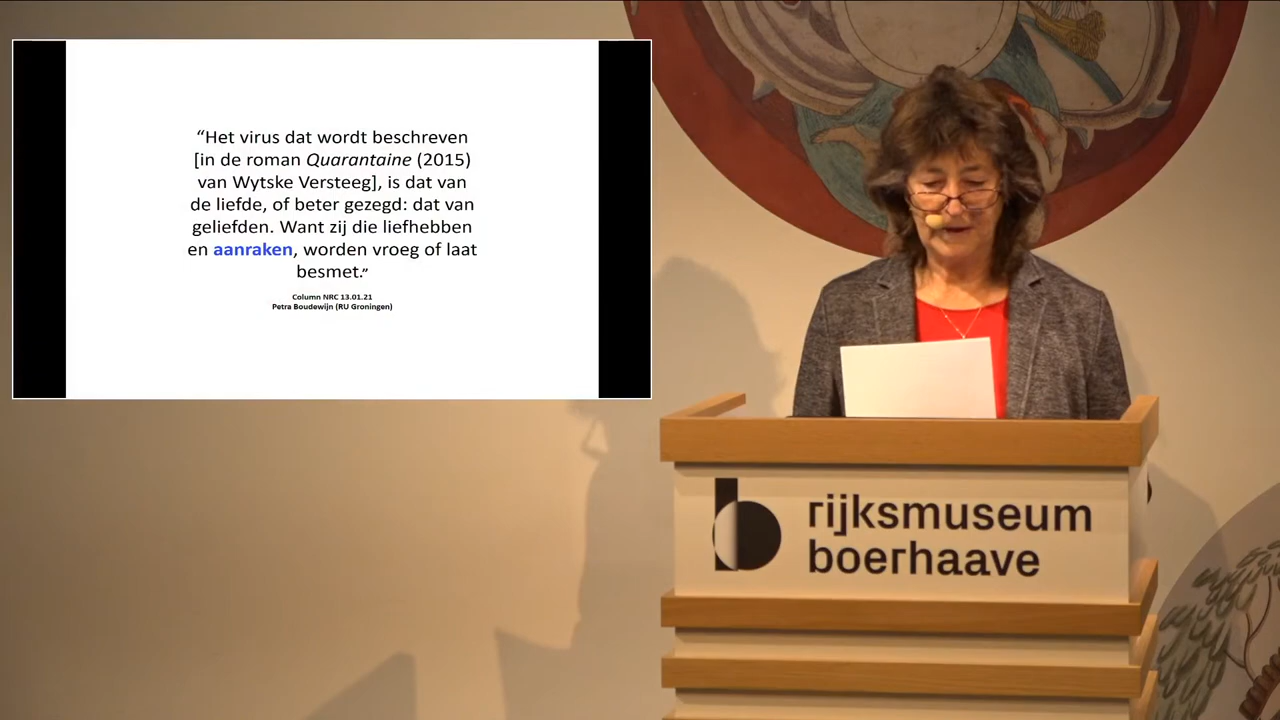 “Het virus dat wordt beschreven
[in de roman Quarantaine (2015)
van Wytske Versteeg], is dat van
de liefde, of beter gezegd: dat van
geliefden. Want zij die liefhebben
en aanraken, worden vroeg of laat
besmet.”
Column NRC 13.01.21
Petra Boudewijn (RU Groningen)
b
rijksmuseum
boerhaave